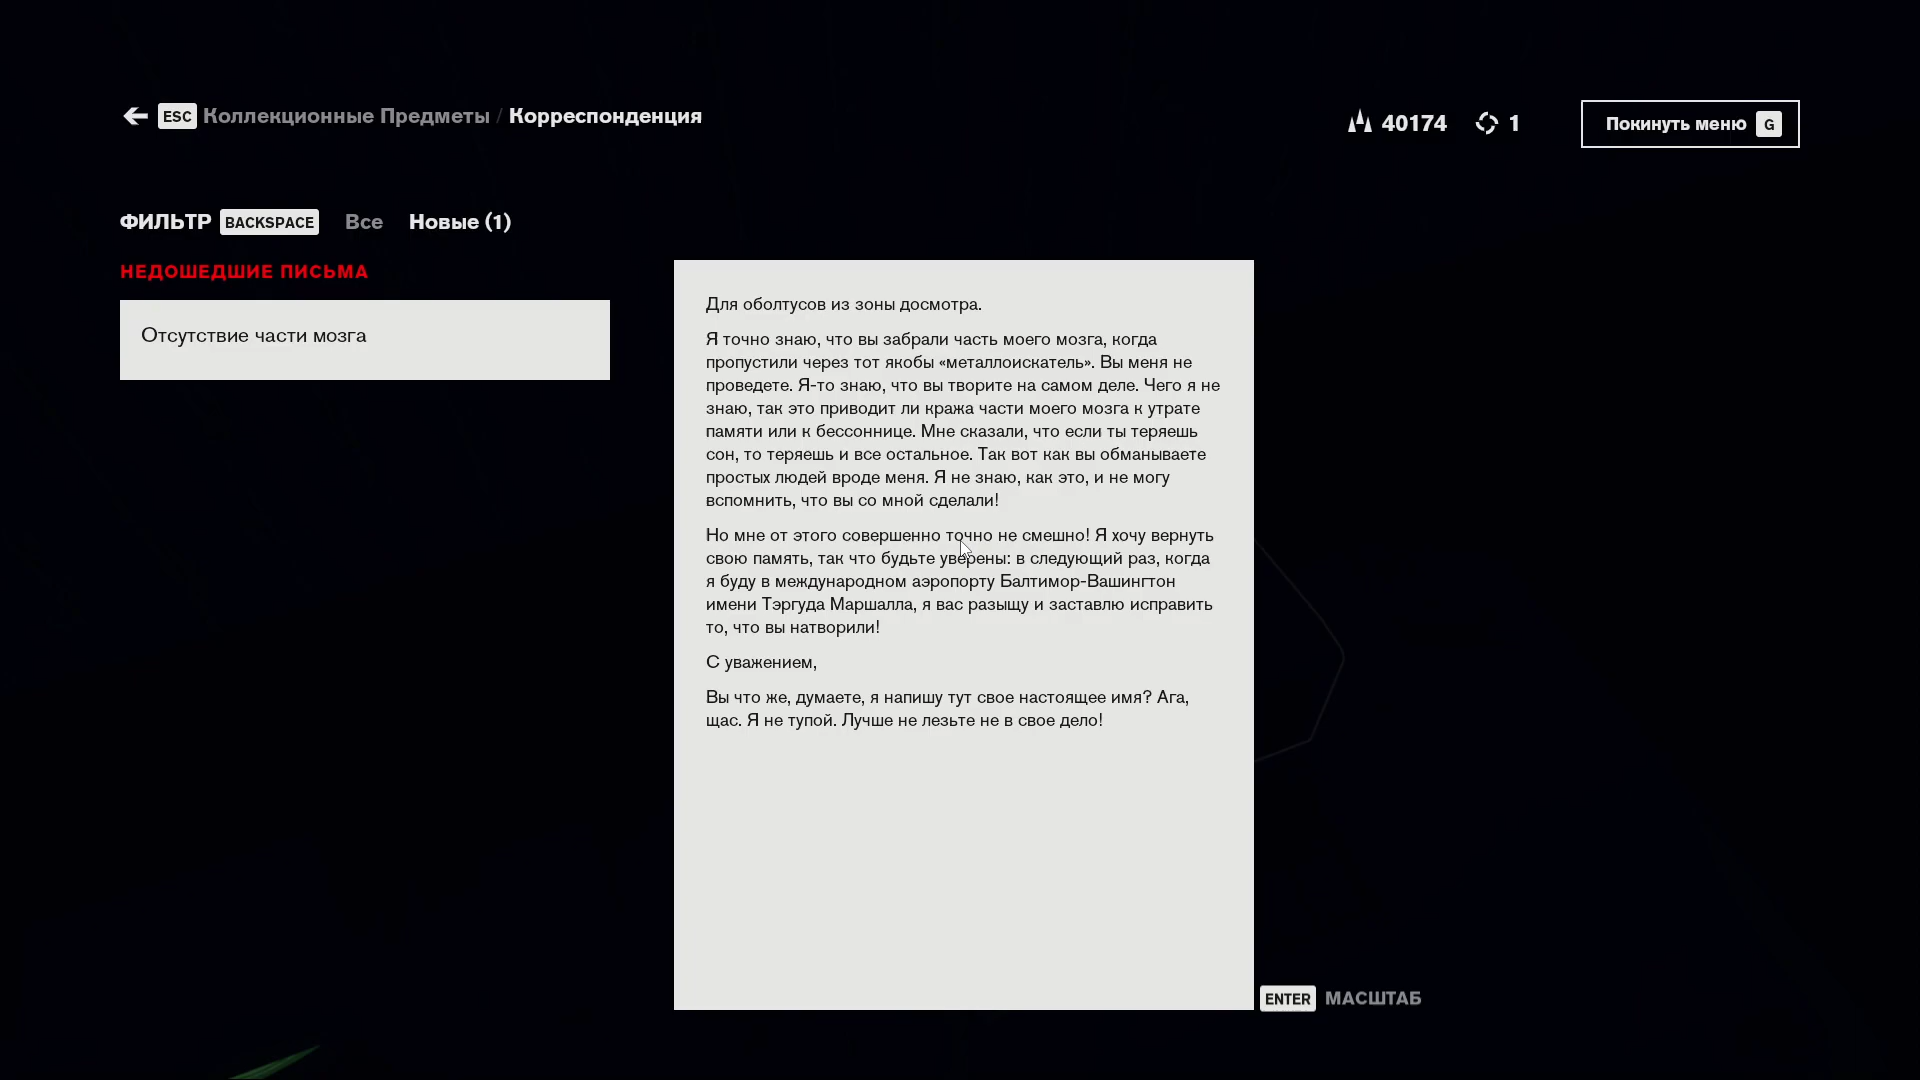 ESC Коллекционные Предметы / Корреспонденция
40174 1
Покинуть меню G
ФИЛЬТР BACKSPACE Все Новые (1)
НЕДОШЕДШИЕ ПИСЬМА
Отсутствие части мозга
Для оболтусов из зоны досмотра.
Я точно знаю, что вы забрали часть моего мозга, когда
пропустили через тот якобы «металлоискатель». Вы меня не
проведете. Я-то знаю, что вы творите на самом деле. Чего я не
знаю, так это приводит ли кража части моего мозга к утрате
памяти или к бессоннице. Мне сказали, что если ты теряешь
сон, то теряешь и все остальное. Так вот как вы обманываете
простых людей вроде меня. Я не знаю, как это, и не могу
вспомнить, что вы со мной сделали!
Но мне от этого совершенно точно не смешно! Я хочу вернуть
свою память, так что будьте уверены: в следующий раз, когда
я буду в международном аэропорту Балтимор-Вашингтон
имени Тэргуда Маршалла, я вас разыщу и заставлю исправить
то, что вы натворили!
С уважением,
Вы что же, думаете, я напишу тут свое настоящее имя? Ага,
щас. Я не тупой. Лучше не лезьте не в свое дело!
ENTER МАСШТАБ